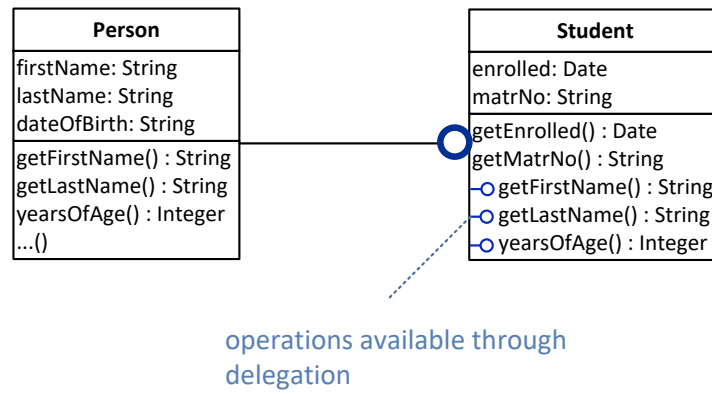 Person
firstName: String
lastName: String
dateOfBirth: String
getFirstName() : String
getLastName() : String
yearsOfAge() : Integer
...()
Student
enrolled: Date
matrNo: String
getEnrolled() : Date
getMatrNo() : String
getFirstName() : String
getLastName() : String
yearsOfAge() : Integer
operations available through
delegation